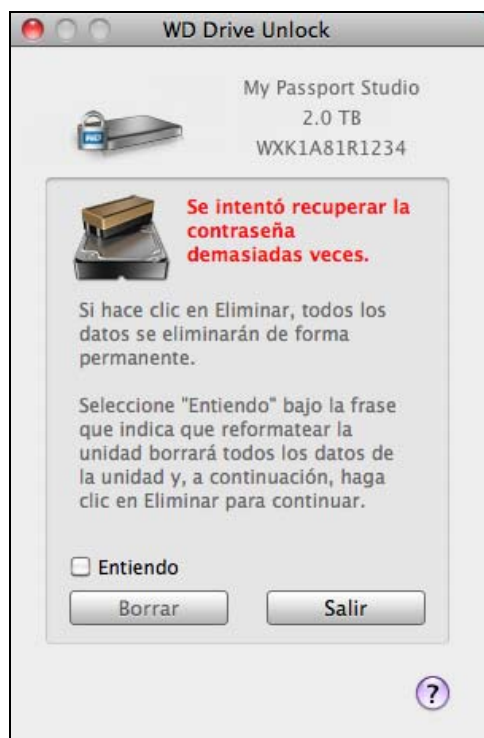 WD Drive Unlock
My Passport Studio
2.0 TB
WXK1A81R1234
Se intentó recuperar la
contraseña
demasiadas veces.
Si hace clic en Eliminar, todos los
datos se eliminarán de forma
permanente.
Seleccione "Entiendo" bajo la frase
que indica que reformatear la
unidad borrará todos los datos de
la unidad y, a continuación, haga
clic en Eliminar para continuar.
Entiendo
Borrar Salir
?